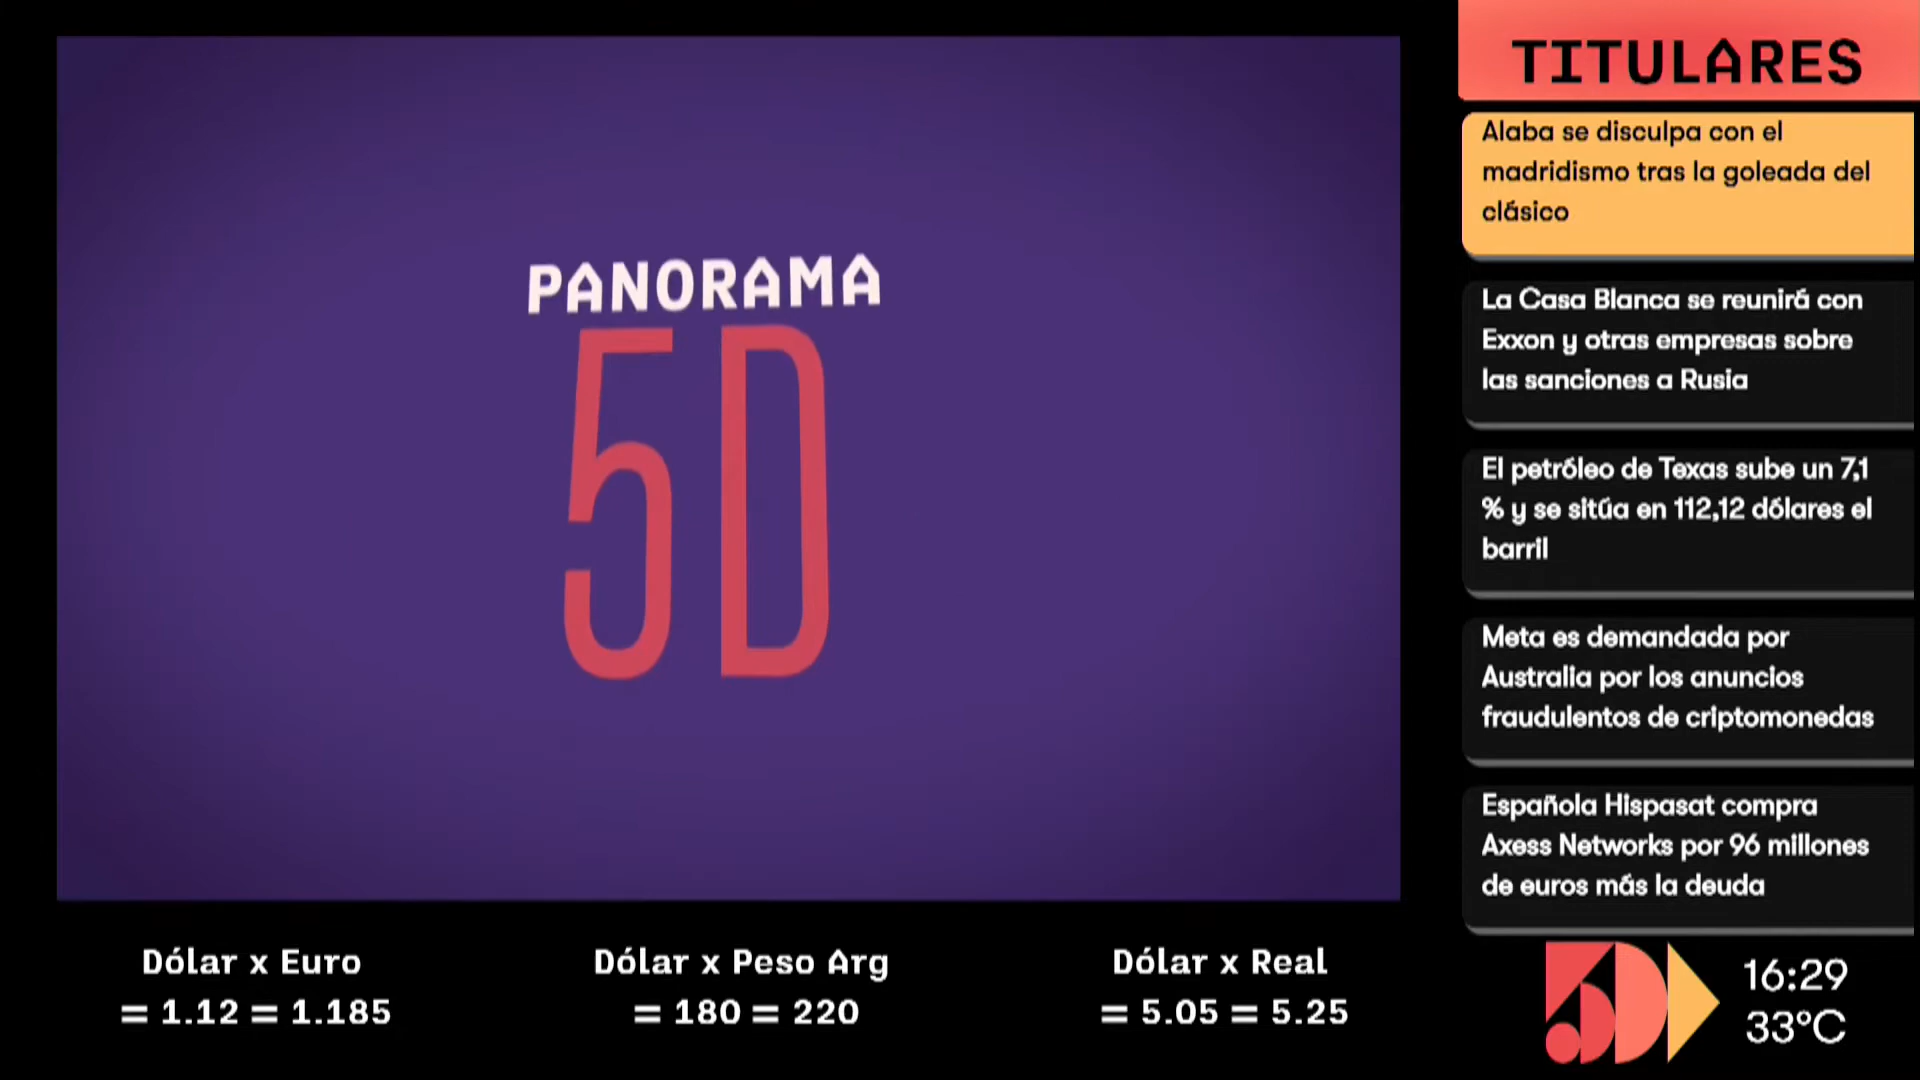 PANORAMA
5D
TITULARES
Alaba se disculpa con el
madridismo tras la goleada del
clásico
La Casa Blanca se reunirá con
Exxon y otras empresas sobre
las sanciones a Rusia
El petróleo de Texas sube un 7,1
% y se sitúa en 112,12 dólares el
barril
Meta es demandada por
Australia por los anuncios
fraudulentos de criptomonedas
Española Hispasat compra
Axess Networks por 96 millones
de euros más la deuda
Dólar x Euro
= 1.12 = 1.185
Dólar x Peso Arg
= 180 = 220
Dólar x Real
= 5.05 = 5.25
5D
16:29
33°C